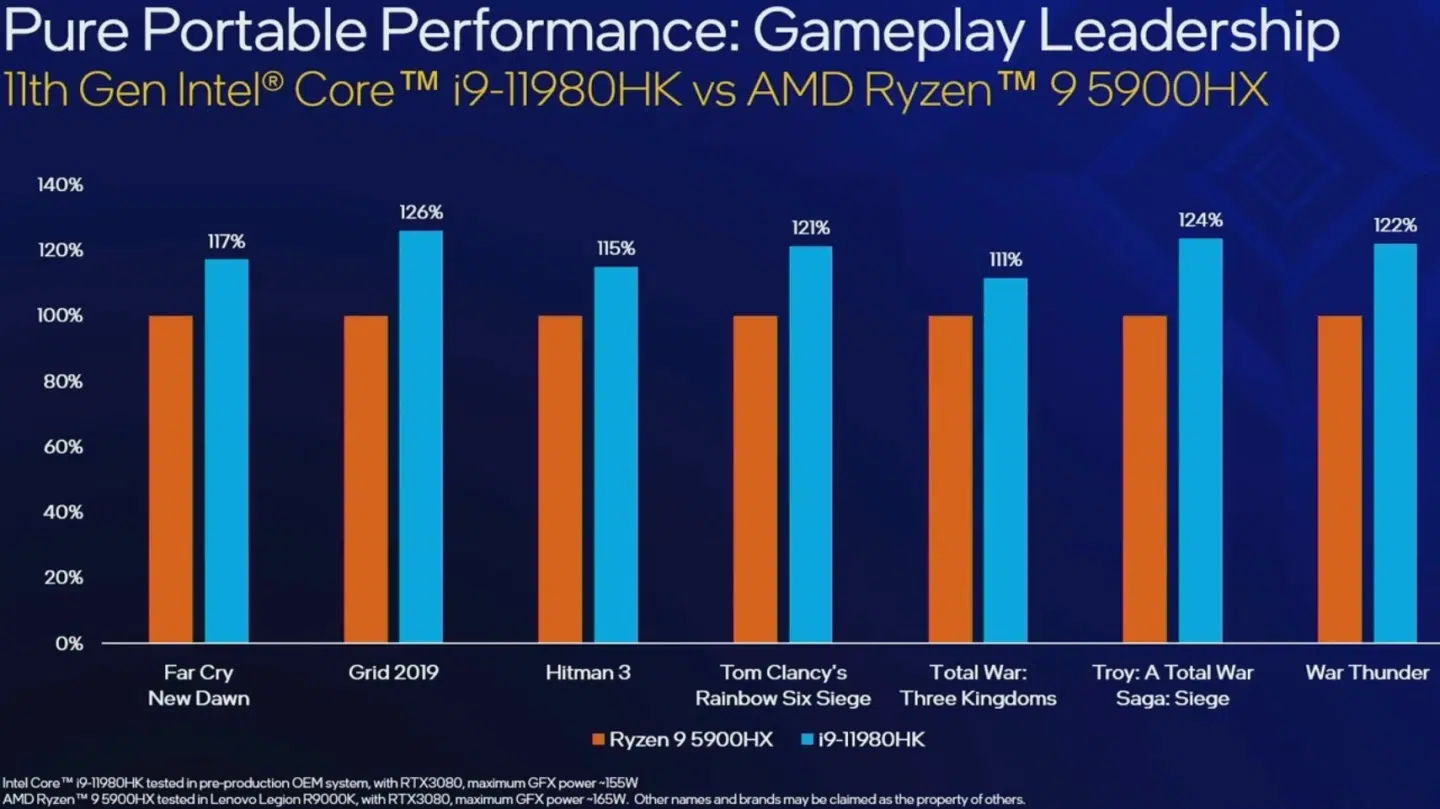 Pure Portable Performance: Gameplay Leadership
11th Gen Intel® Core™ i9-11980HK vs AMD Ryzen™ 9 5900HX
140%
120%
100%
80%
60%
40%
20%
0%
117%
126%
115%
121%
111%
124%
122%
Far Cry
New Dawn
Grid 2019
Hitman 3
Tom Clancy's
Rainbow Six Siege
Total War:
Three Kingdoms
Troy: A Total War
Saga: Siege
War Thunder
Ryzen 9 5900HX
i9-11980HK
Intel Core™ i9-11980HK tested in pre-production OEM system, with RTX3080, maximum GFX power ~155W
AMD Ryzen™ 9 5900HX tested in Lenovo Legion R9000K, with RTX3080, maximum GFX power ~165W. Other names and brands may be claimed as the property of others.